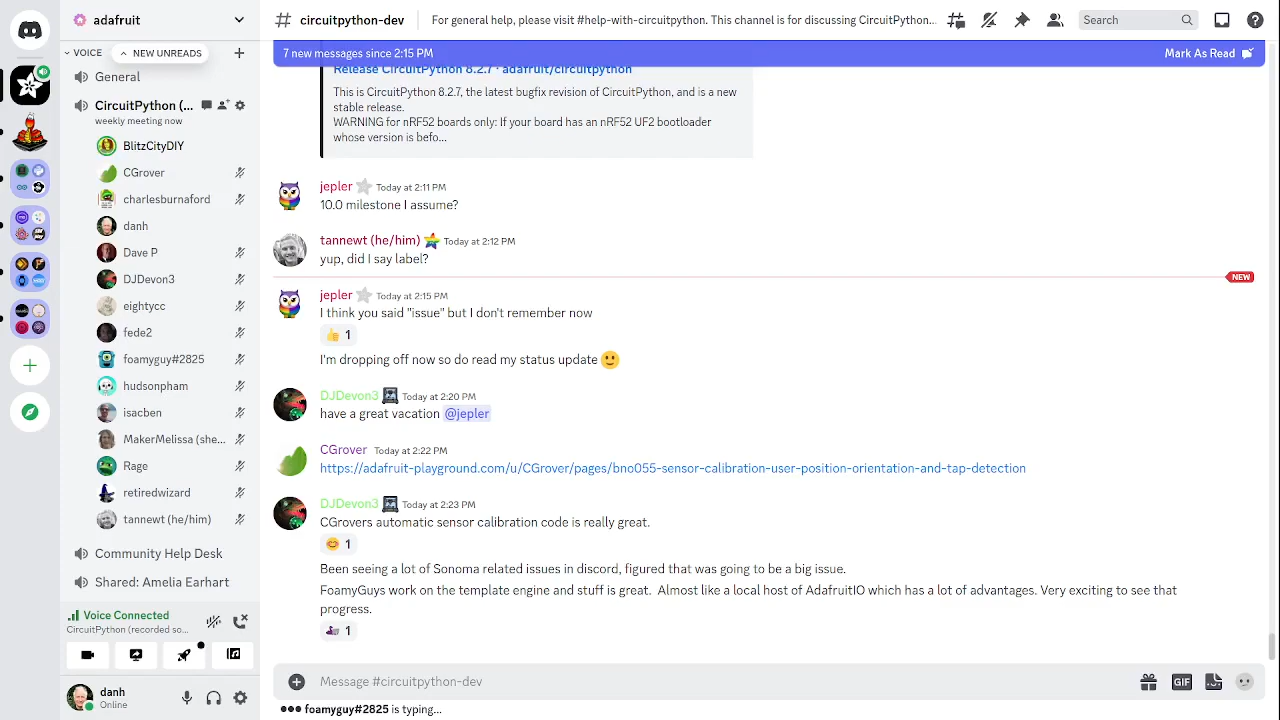 adafruit
circuitpython-dev
For general help, please visit #help-with-circuitpython. This channel is for discussing CircuitPython...
Search
VOICE
NEW UNREADS
7 new messages since 2:15 PM
Mark As Read
General
CircuitPython (...
weekly meeting now
BlitzCityDIY
CGrover
charlesburnaford
danh
Dave P
DJDevon3
eightycc
fede2
foamyguy#2825
hudsonpham
isacben
MakerMelissa (she...
Rage
retiredwizard
tannewt (he/him)
Community Help Desk
Shared: Amelia Earhart
Voice Connected
CircuitPython (recorded so...
danh
Online
Release CircuitPython 8.2.7 · adafruit/circuitpython
This is CircuitPython 8.2.7, the latest bugfix revision of CircuitPython, and is a new
stable release.
WARNING for nRF52 boards only: If your board has an nRF52 UF2 bootloader
whose version is befo...
jepler Today at 2:11 PM
10.0 milestone I assume?
tannewt (he/him) Today at 2:12 PM
yup, did I say label?
NEW
jepler Today at 2:15 PM
I think you said "issue" but I don't remember now
1
I'm dropping off now so do read my status update
DJDevon3 Today at 2:20 PM
have a great vacation @jepler
CGrover Today at 2:22 PM
https://adafruit-playground.com/u/CGrover/pages/bno055-sensor-calibration-user-position-orientation-and-tap-detection
DJDevon3 Today at 2:23 PM
CGrovers automatic sensor calibration code is really great.
1
Been seeing a lot of Sonoma related issues in discord, figured that was going to be a big issue.
FoamyGuys work on the template engine and stuff is great. Almost like a local host of AdafruitIO which has a lot of advantages. Very exciting to see that
progress.
1
Message #circuitpython-dev
GIF
foamyguy#2825 is typing...